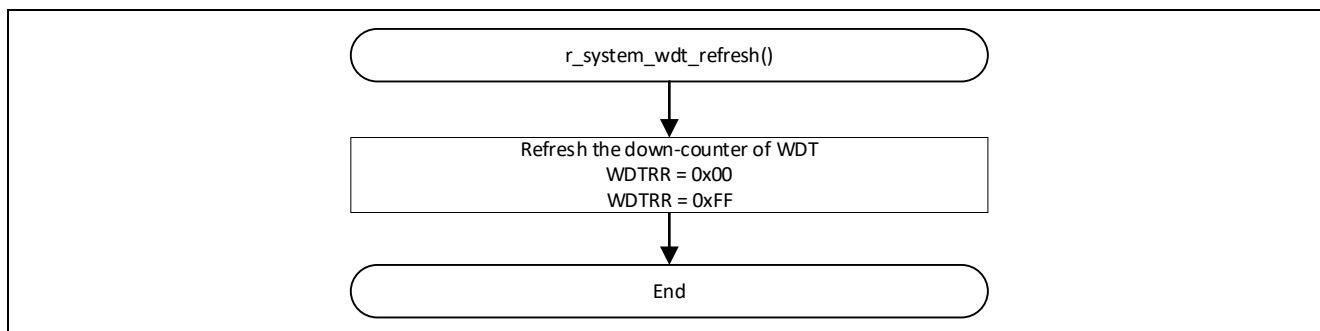 r_system_wdt_refresh()
Refresh the down-counter of WDT
WDTRR = 0x00
WDTRR = 0xFF
End